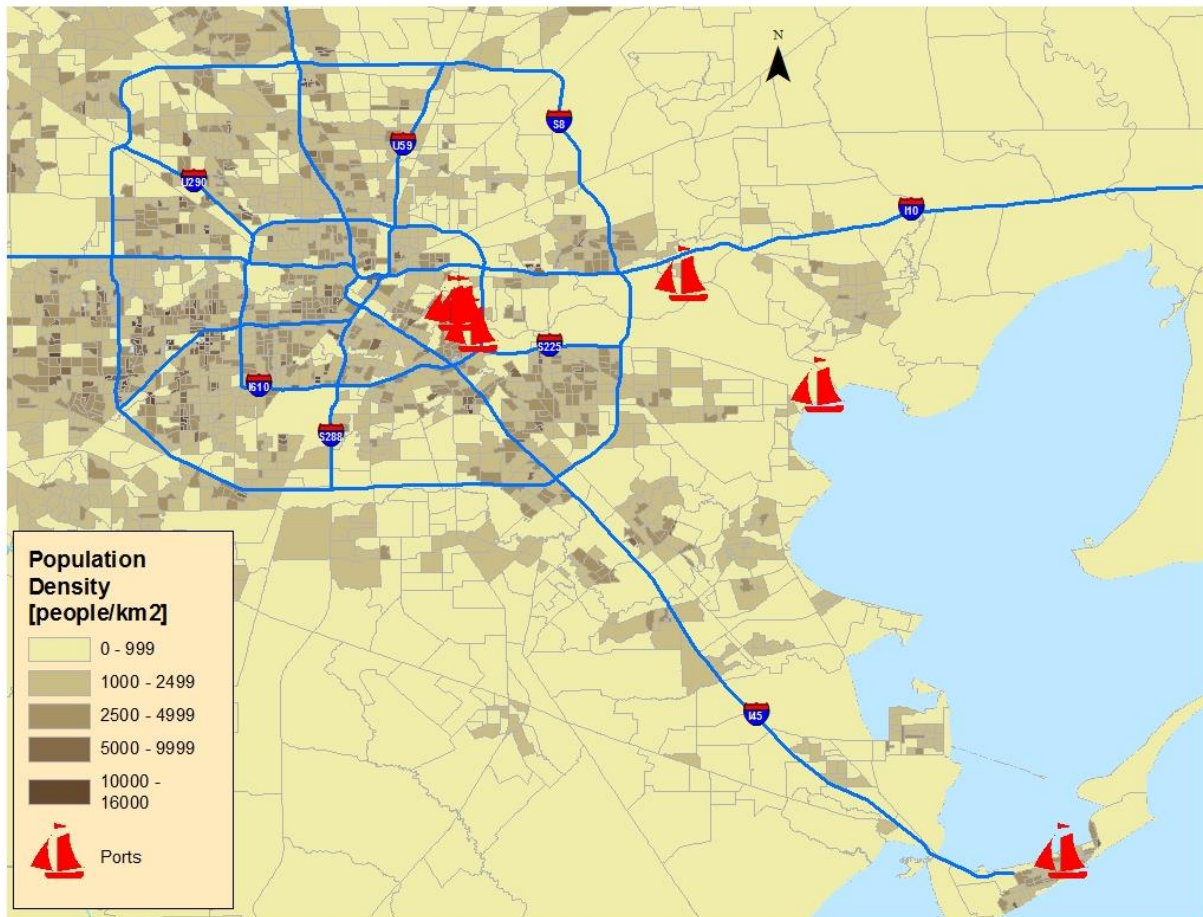 N
S8
U59
U290
I10
S225
I610
S288
I45
Population
Density
[people/km2]
0 - 999
1000 - 2499
2500 - 4999
5000 - 9999
10000 -
16000
Ports